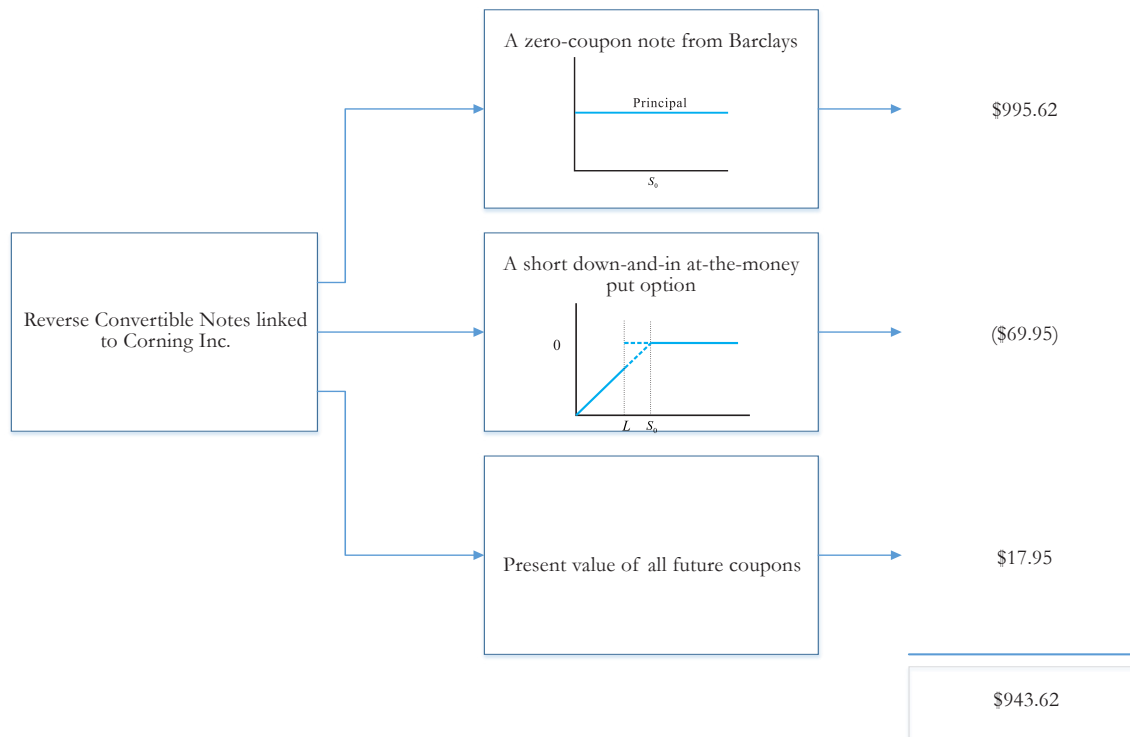 A zero-coupon note from Barclays
Principal
S₀
$995.62
Reverse Convertible Notes linked
to Corning Inc.
A short down-and-in at-the-money
put option
0
L S₀
($69.95)
Present value of all future coupons
$17.95
$943.62